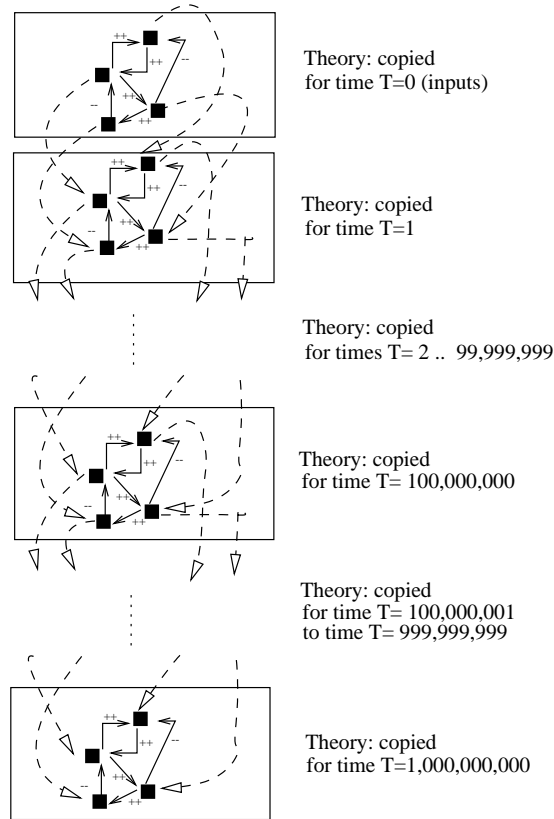 ++
++
--
--
++
++
Theory: copied
for time T=0 (inputs)
++
++
--
--
++
++
Theory: copied
for time T=1
Theory: copied
for times T= 2 .. 99,999,999
++
++
--
--
++
++
Theory: copied
for time T= 100,000,000
Theory: copied
for time T= 100,000,001
to time T= 999,999,999
++
++
--
--
++
++
Theory: copied
for time T=1,000,000,000